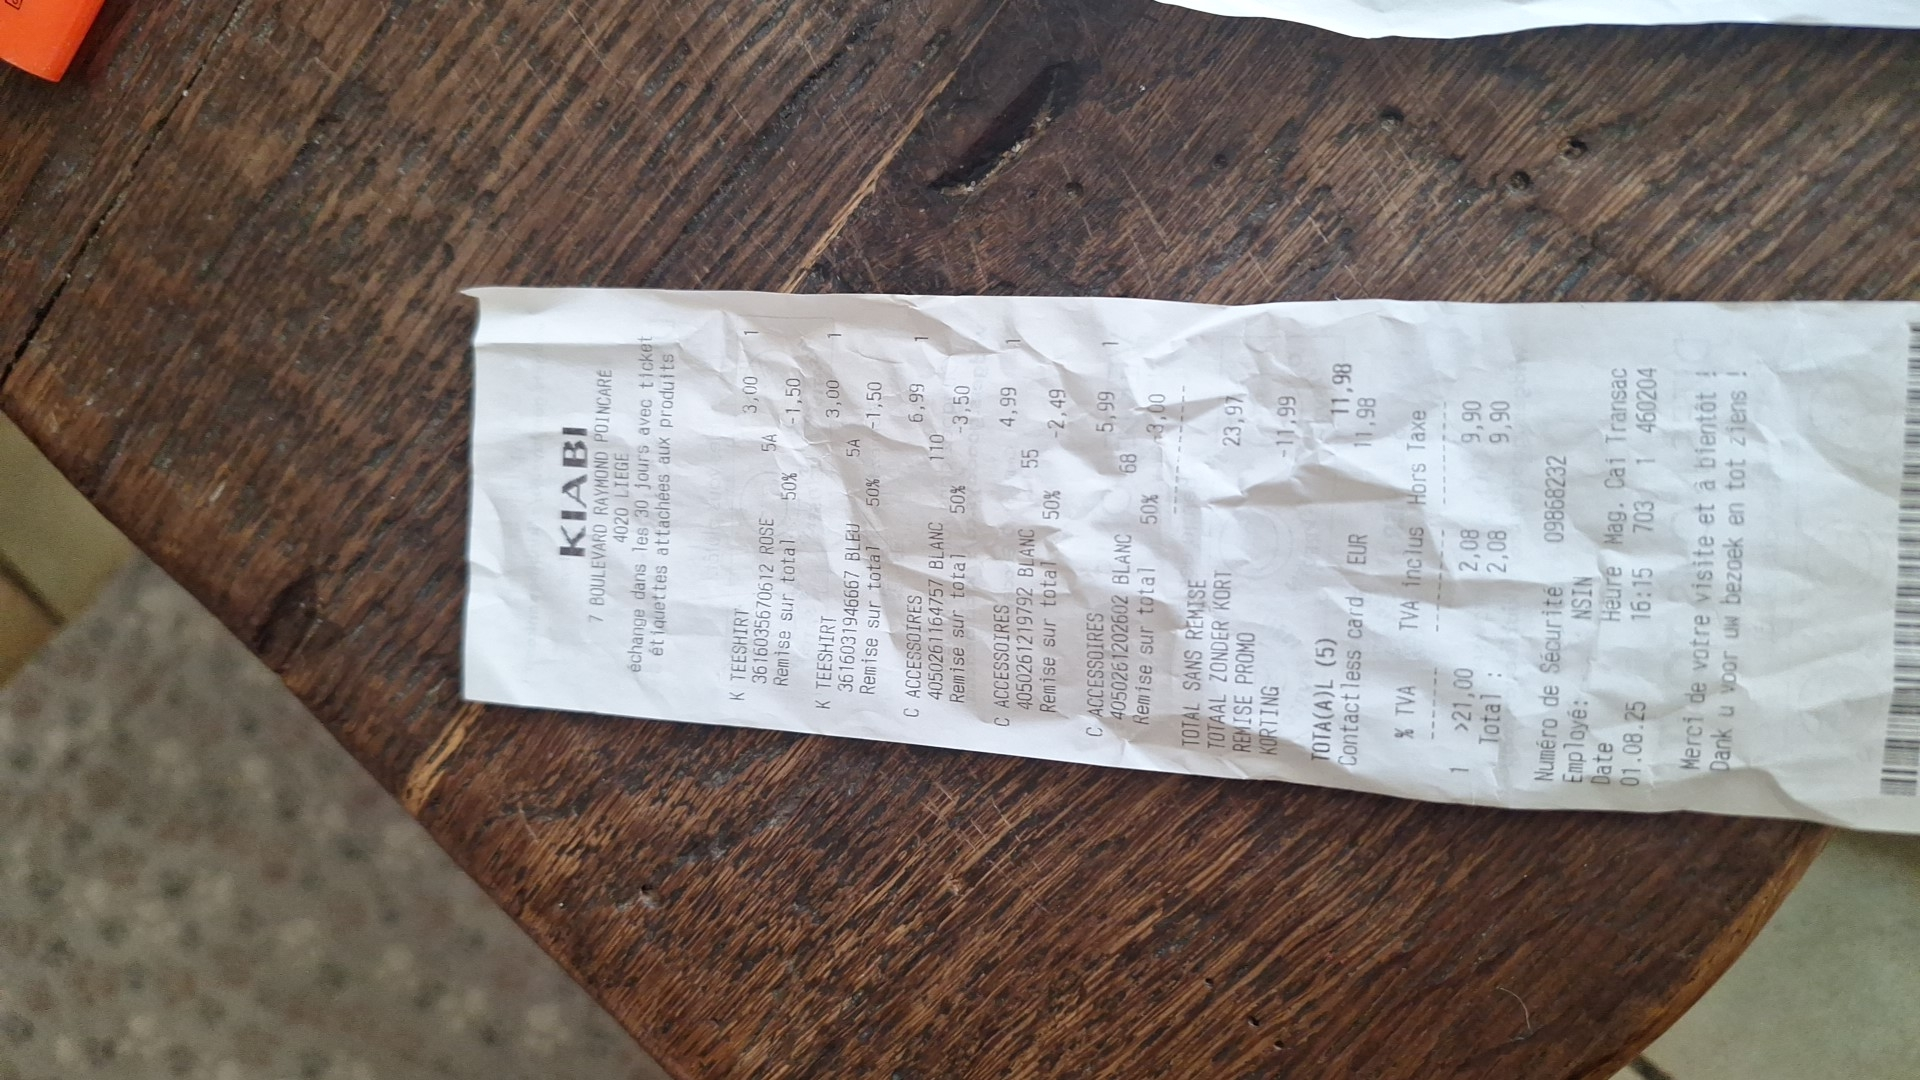 KIABI
7 BOULEVARD RAYMOND POINCARÉ
4020 LIEGE
échange dans les 30 jours avec ticket
étiquettes attachées aux produits
K TEESHIRT 3,00 1
3616035670612 ROSE 5A
Remise sur total 50% -1,50
K TEESHIRT 3,00 1
3616031946667 BLEU 5A
Remise sur total 50% -1,50
C ACCESSOIRES 6,99 1
4050261164757 BLANC 110
Remise sur total 50% -3,50
C ACCESSOIRES 4,99 1
4050261219792 BLANC 55
Remise sur total 50% -2,49
C ACCESSOIRES 5,99 1
4050261202602 BLANC 68
Remise sur total 50% -3,00
TOTAL SANS REMISE
TOTAAL ZONDER KORT 23,97
REMISE PROMO
KORTING -11,99
TOTA(A)L (5) 11,98
Contactless card EUR 11,98
% TVA TVA inclus Hors Taxe
1 >21,00 2,08 9,90
Total : 2,08 9,90
Numéro de Sécurité 09868232
Employé: NSIN
Date Heure Mag. Cai Transac
01.08.25 16:15 703 1 460204
Merci de votre visite et à bientôt !
Dank u voor uw bezoek en tot ziens !